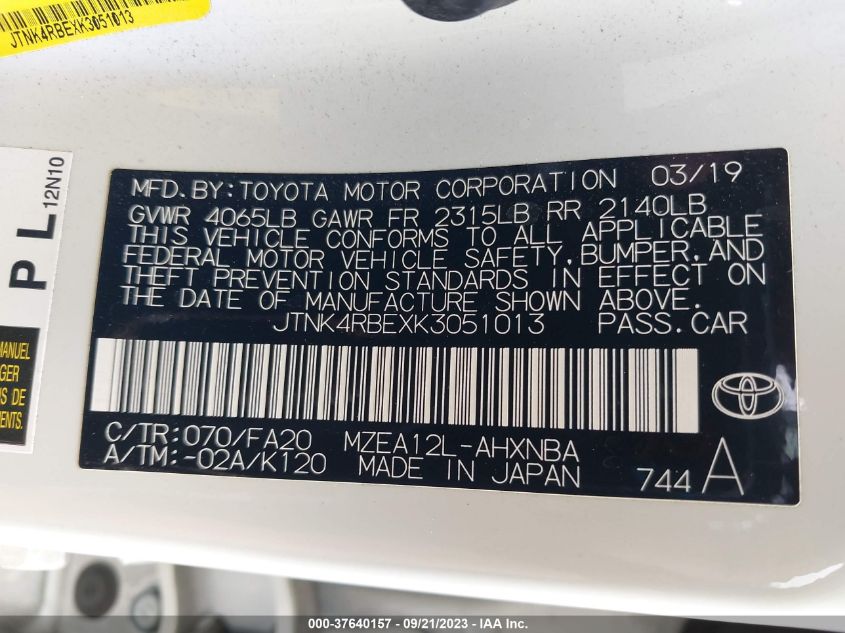 JTNK4RBEXK3051013
PL
12N10
MANUEL
GER
IS DE
MENTS.
MFD.BY:TOYOTA MOTOR CORPORATION 03/19
GVWR 4065LB GAWR FR 2315LB RR 2140LB
THIS VEHICLE CONFORMS TO ALL APPLICABLE
FEDERAL MOTOR VEHICLE SAFETY,BUMPER,AND
THEFT PREVENTION STANDARDS IN EFFECT ON
THE DATE OF MANUFACTURE SHOWN ABOVE.
JTNK4RBEXK3051013 PASS.CAR
C/TR:070/FA20 MZEA12L-AHXNBA
A/TM:-02A/K120 MADE IN JAPAN
744 A
000-37640157 - 09/21/2023 - IAA Inc.